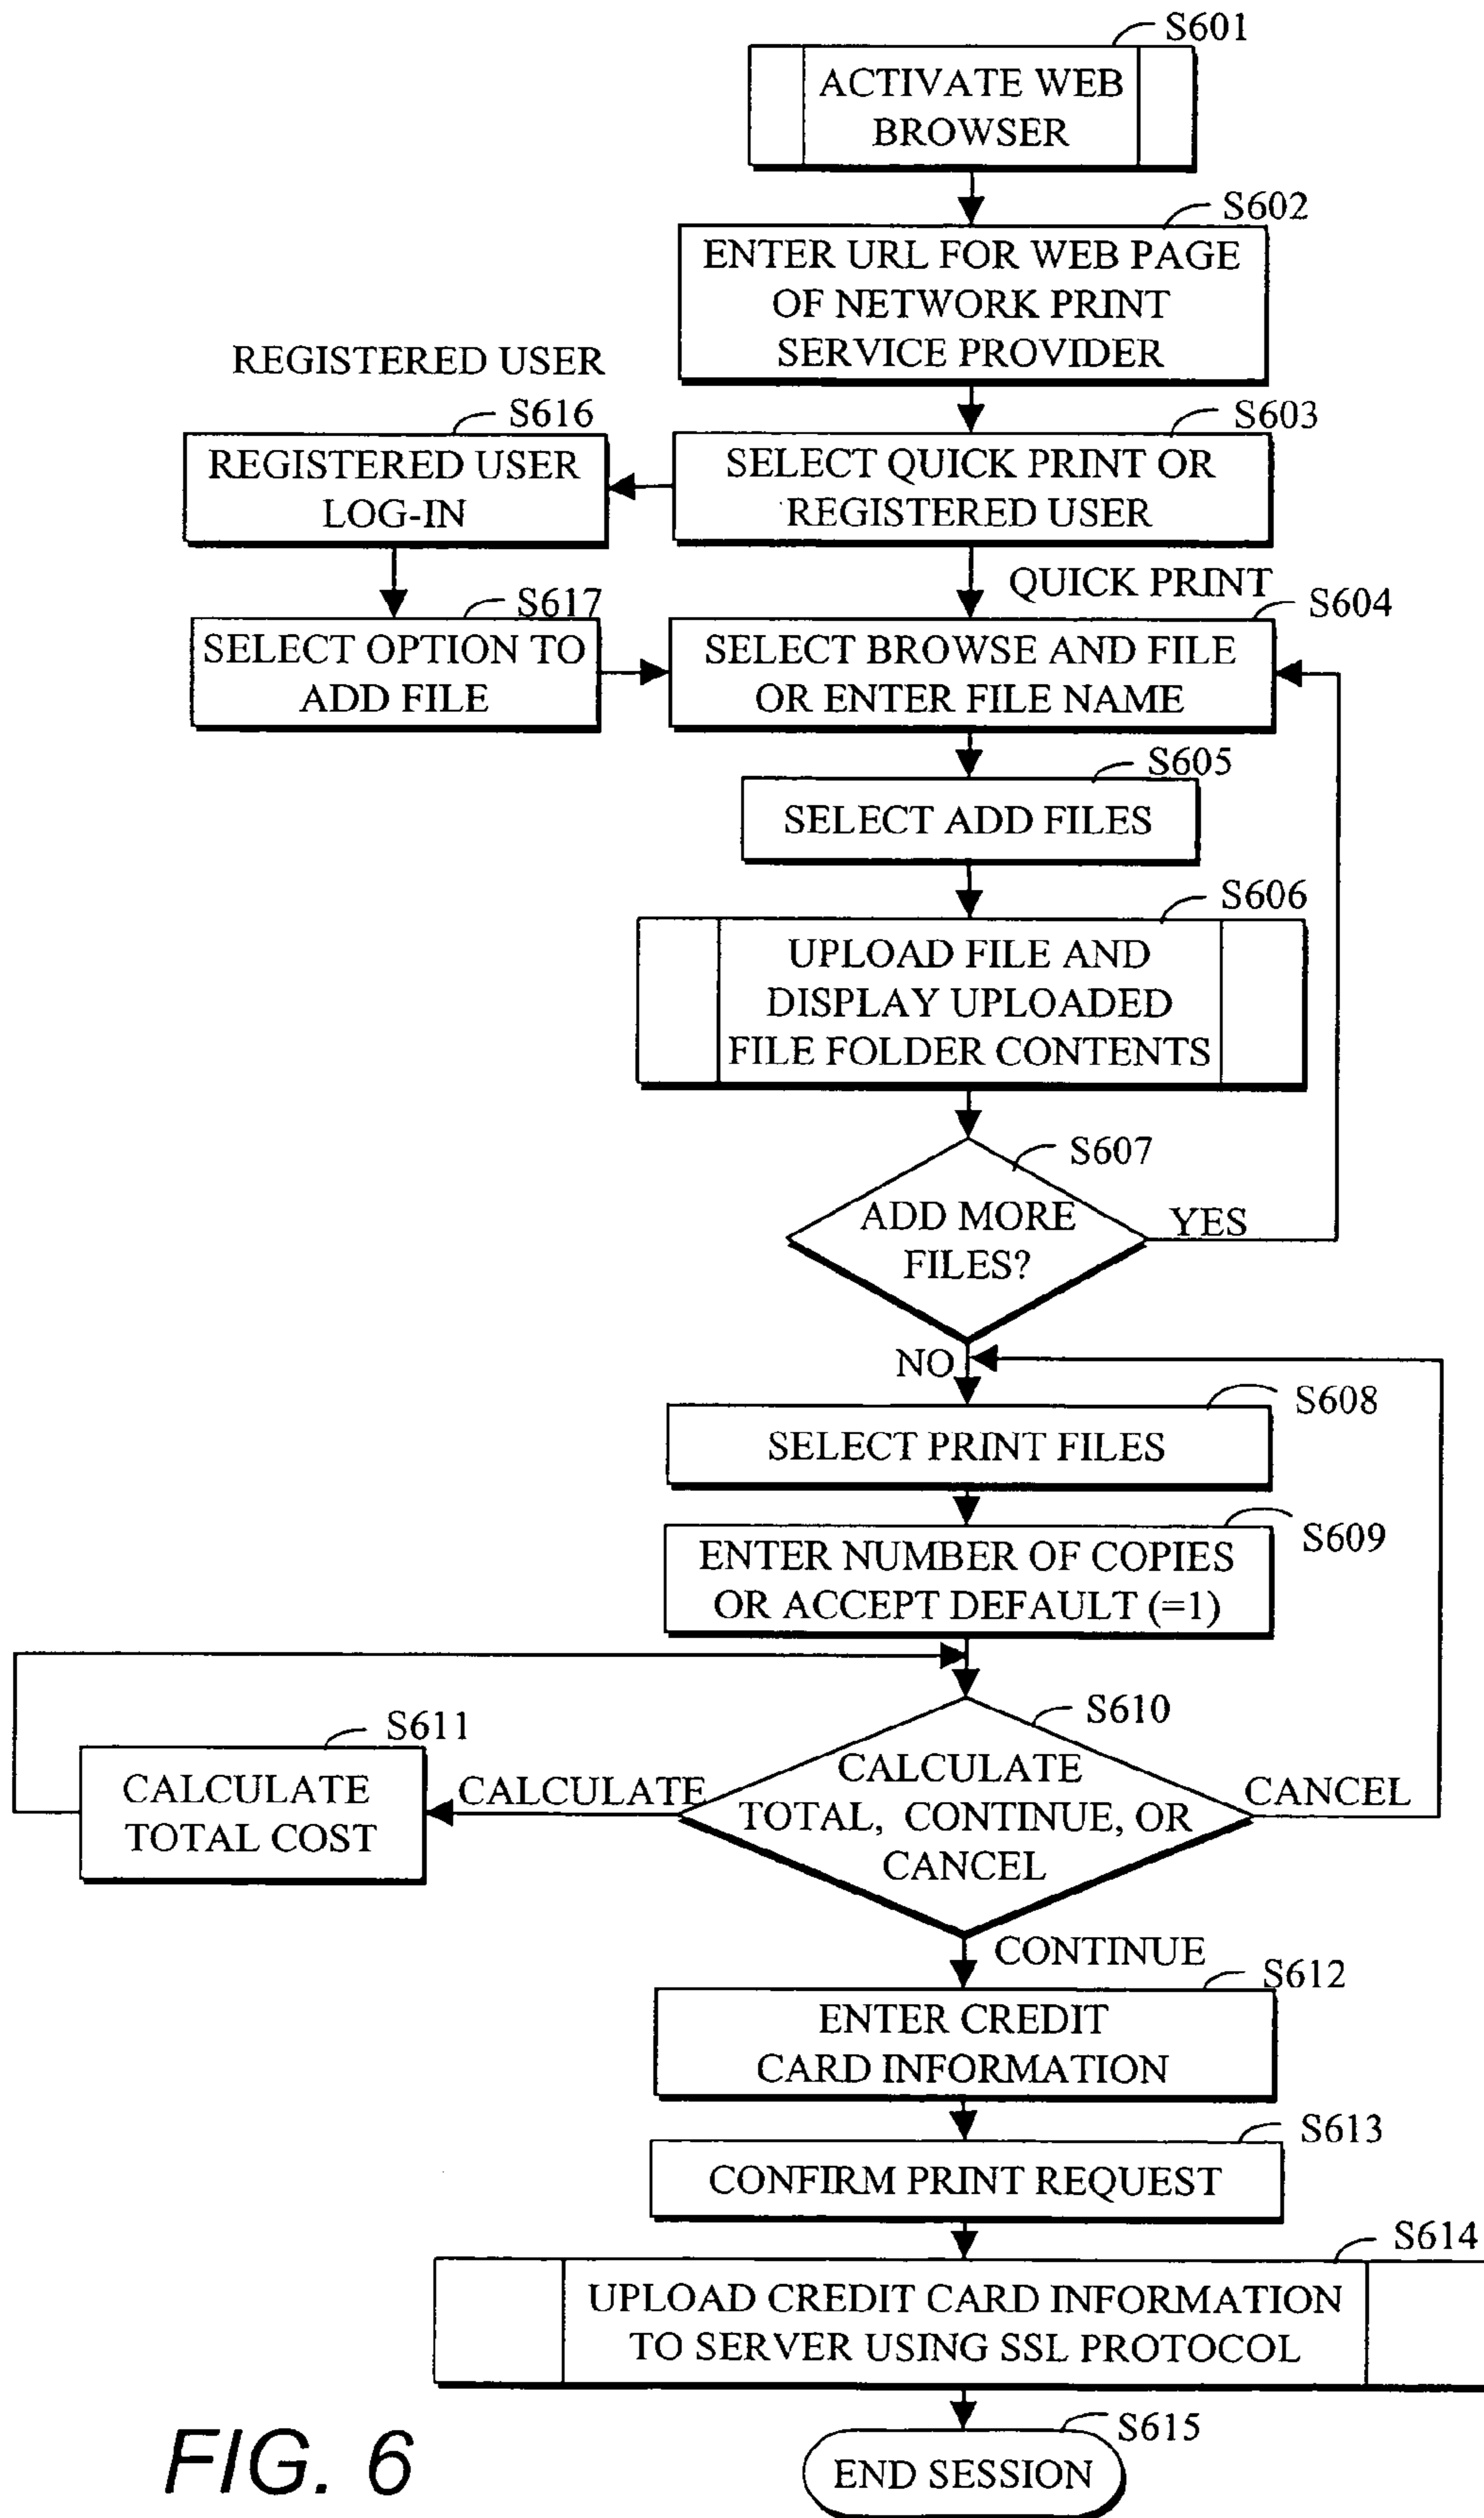 S601
ACTIVATE WEB
BROWSER
S602
ENTER URL FOR WEB PAGE
OF NETWORK PRINT
SERVICE PROVIDER
REGISTERED USER
S616
REGISTERED USER
LOG-IN
S603
SELECT QUICK PRINT OR
REGISTERED USER
QUICK PRINT
S617
SELECT OPTION TO
ADD FILE
S604
SELECT BROWSE AND FILE
OR ENTER FILE NAME
S605
SELECT ADD FILES
S606
UPLOAD FILE AND
DISPLAY UPLOADED
FILE FOLDER CONTENTS
S607
ADD MORE
FILES?
YES
NO
S608
SELECT PRINT FILES
S609
ENTER NUMBER OF COPIES
OR ACCEPT DEFAULT (=1)
S610
CALCULATE
TOTAL, CONTINUE, OR
CANCEL
S611
CALCULATE
TOTAL COST
CALCULATE
CANCEL
CONTINUE
S612
ENTER CREDIT
CARD INFORMATION
S613
CONFIRM PRINT REQUEST
S614
UPLOAD CREDIT CARD INFORMATION
TO SERVER USING SSL PROTOCOL
S615
END SESSION
FIG. 6